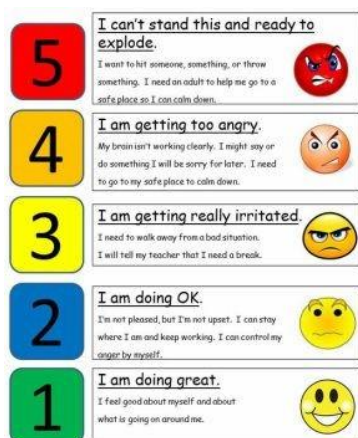 5
I can't stand this and ready to
explode.
I want to hit someone, something, or throw
something. I need an adult to help me go to a
safe place so I can calm down.
4
I am getting too angry.
My brain isn't working clearly. I might say or
do something I will be sorry for later. I need
to go to my safe place to calm down.
3
I am getting really irritated.
I need to walk away from a bad situation.
I will tell my teacher that I need a break.
2
I am doing OK.
I'm not pleased, but I'm not upset. I can stay
where I am and keep working. I can control my
anger by myself.
1
I am doing great.
I feel good about myself and about
what is going on around me.